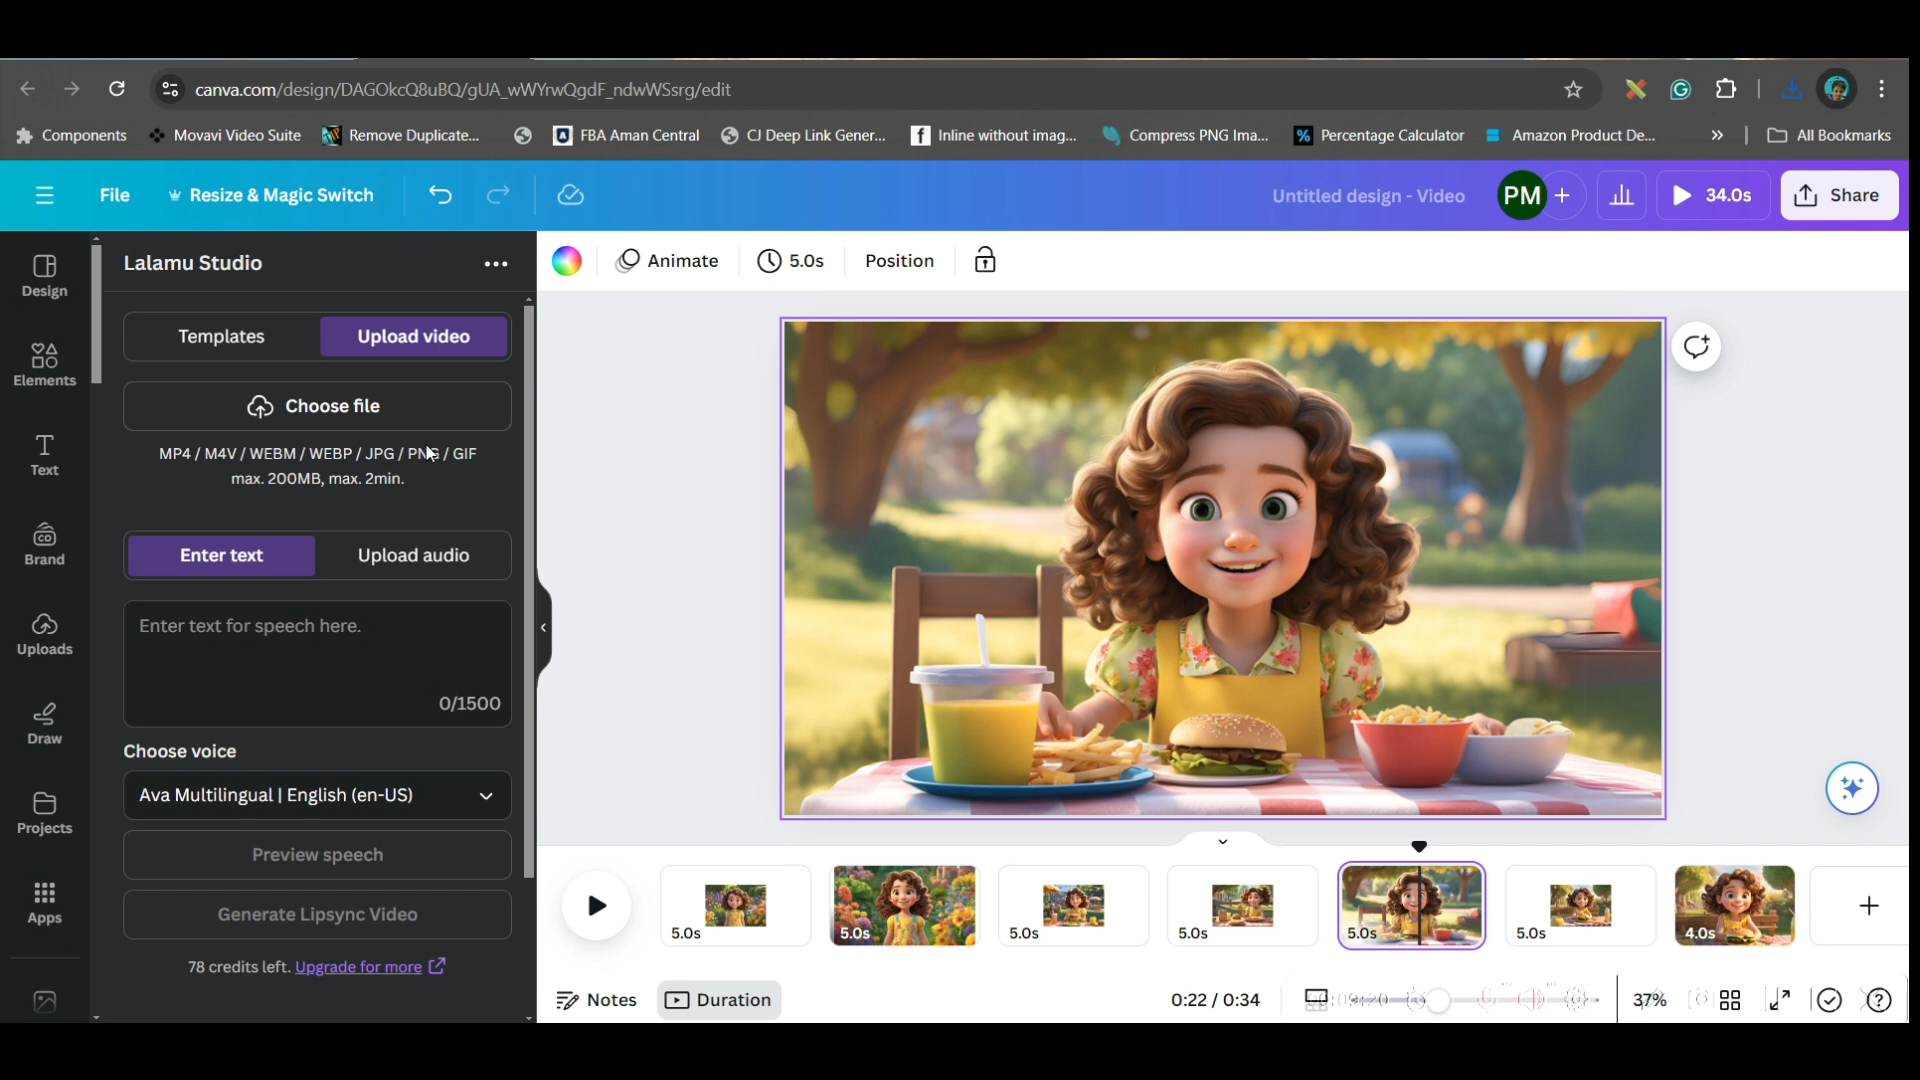 canva.com/design/DAGOkcQ8uBQ/gUA_wWYrwQgdF_ndwWSsrg/edit
Components
Movavi Video Suite
Remove Duplicate...
FBA Aman Central
CJ Deep Link Gener...
Inline without imag...
Compress PNG Ima...
Percentage Calculator
Amazon Product De...
All Bookmarks
File
Resize & Magic Switch
Untitled design - Video
PM
34.0s
Share
Design
Elements
Text
Brand
Uploads
Draw
Projects
Apps
Lalamu Studio
Templates
Upload video
Choose file
MP4 / M4V / WEBM / WEBP / JPG / PNG / GIF
max. 200MB, max. 2min.
Enter text
Upload audio
Enter text for speech here.
0/1500
Choose voice
Ava Multilingual | English (en-US)
Preview speech
Generate Lipsync Video
78 credits left. Upgrade for more
Animate
5.0s
Position
5.0s
5.0s
5.0s
5.0s
5.0s
5.0s
4.0s
Notes
Duration
0:22 / 0:34
37%